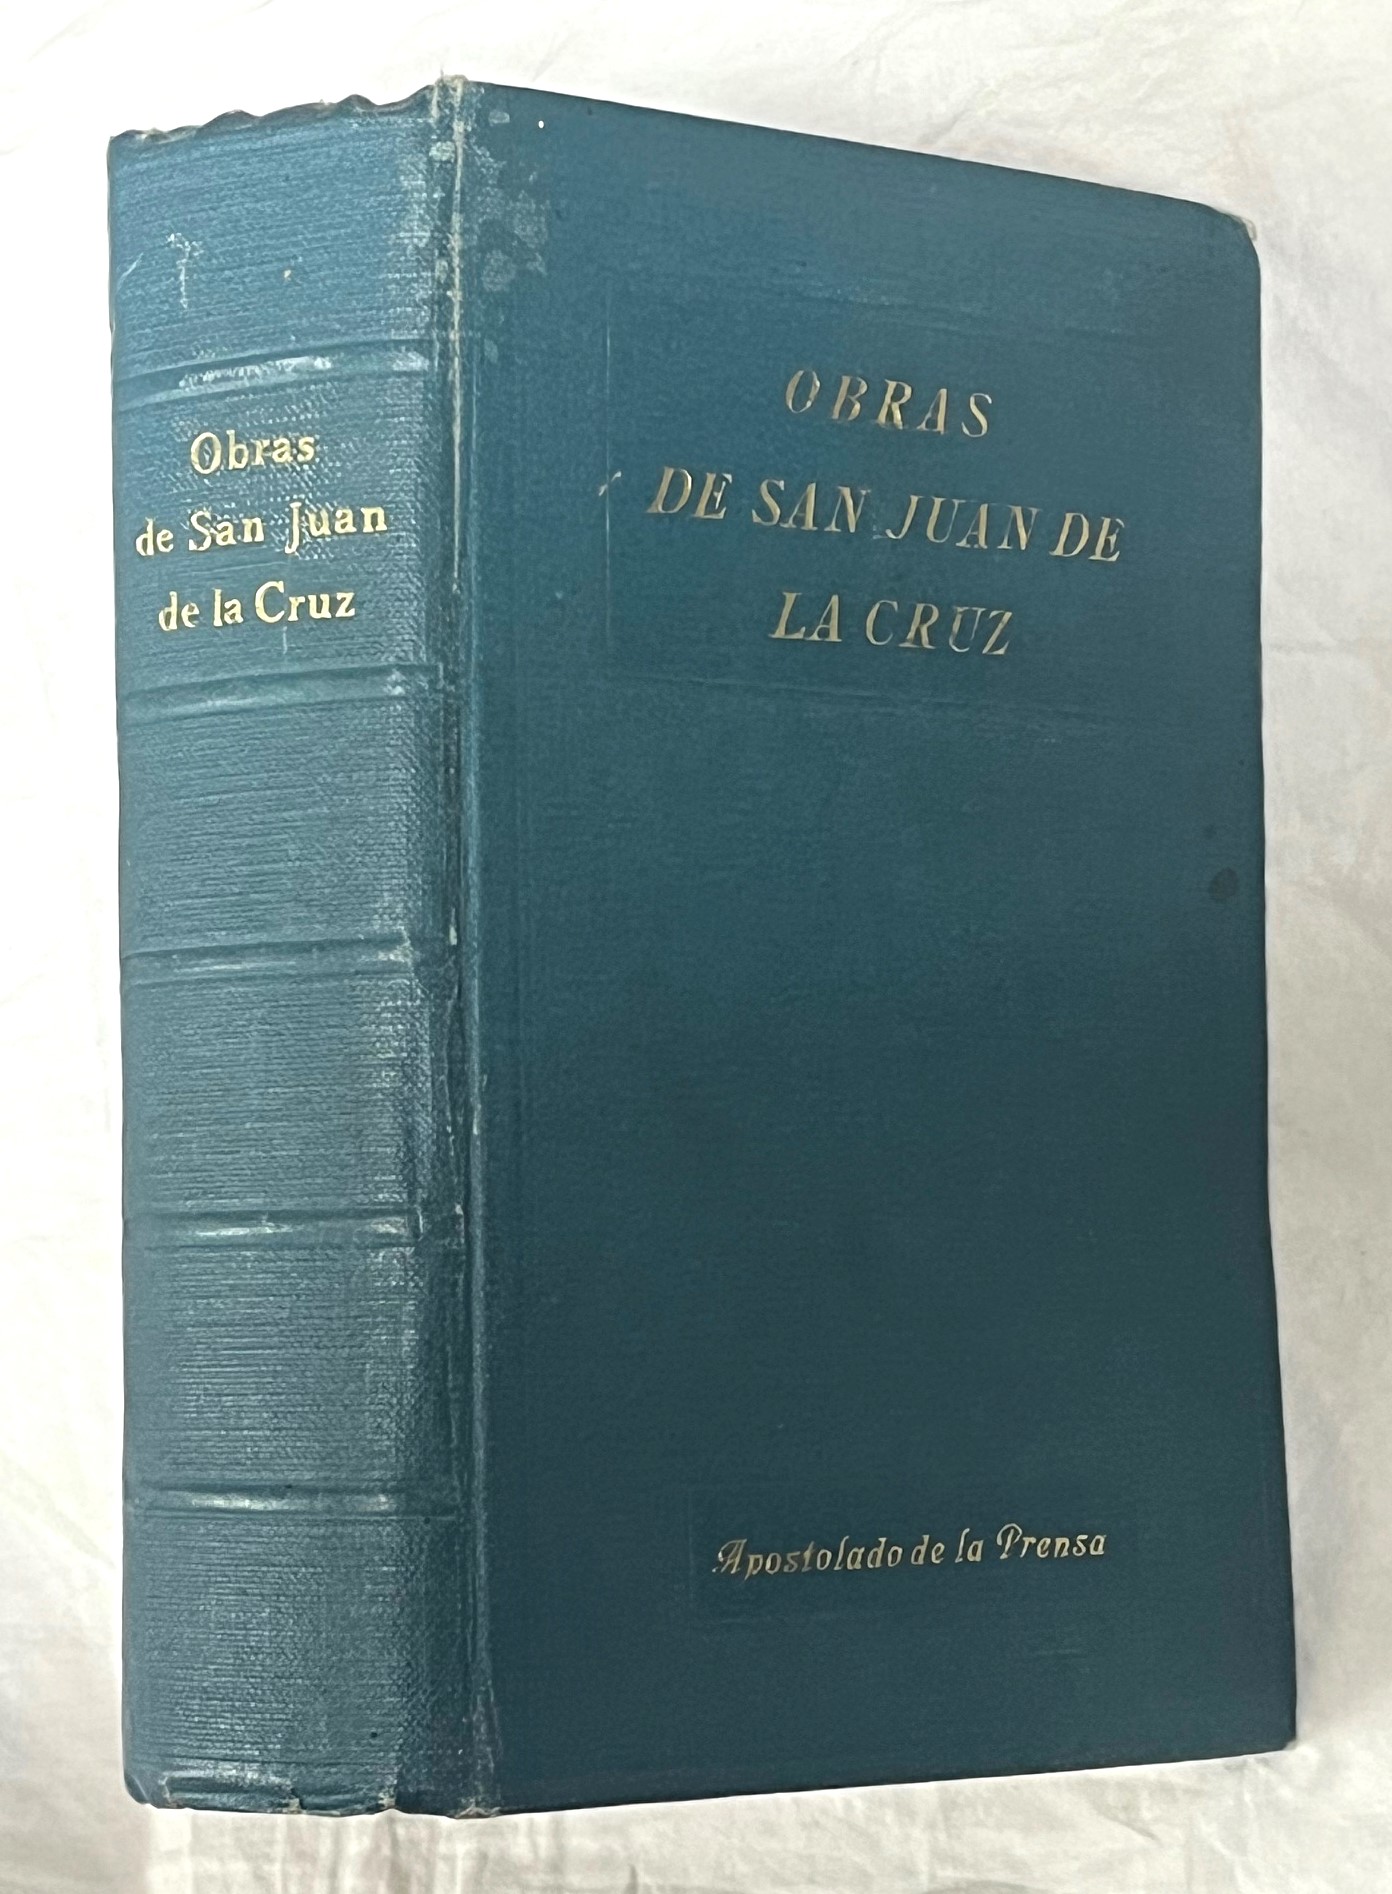 Obras
de San Juan
de la Cruz
OBRAS
DE SAN JUAN DE
LA CRUZ
Apostolado de la Prensa